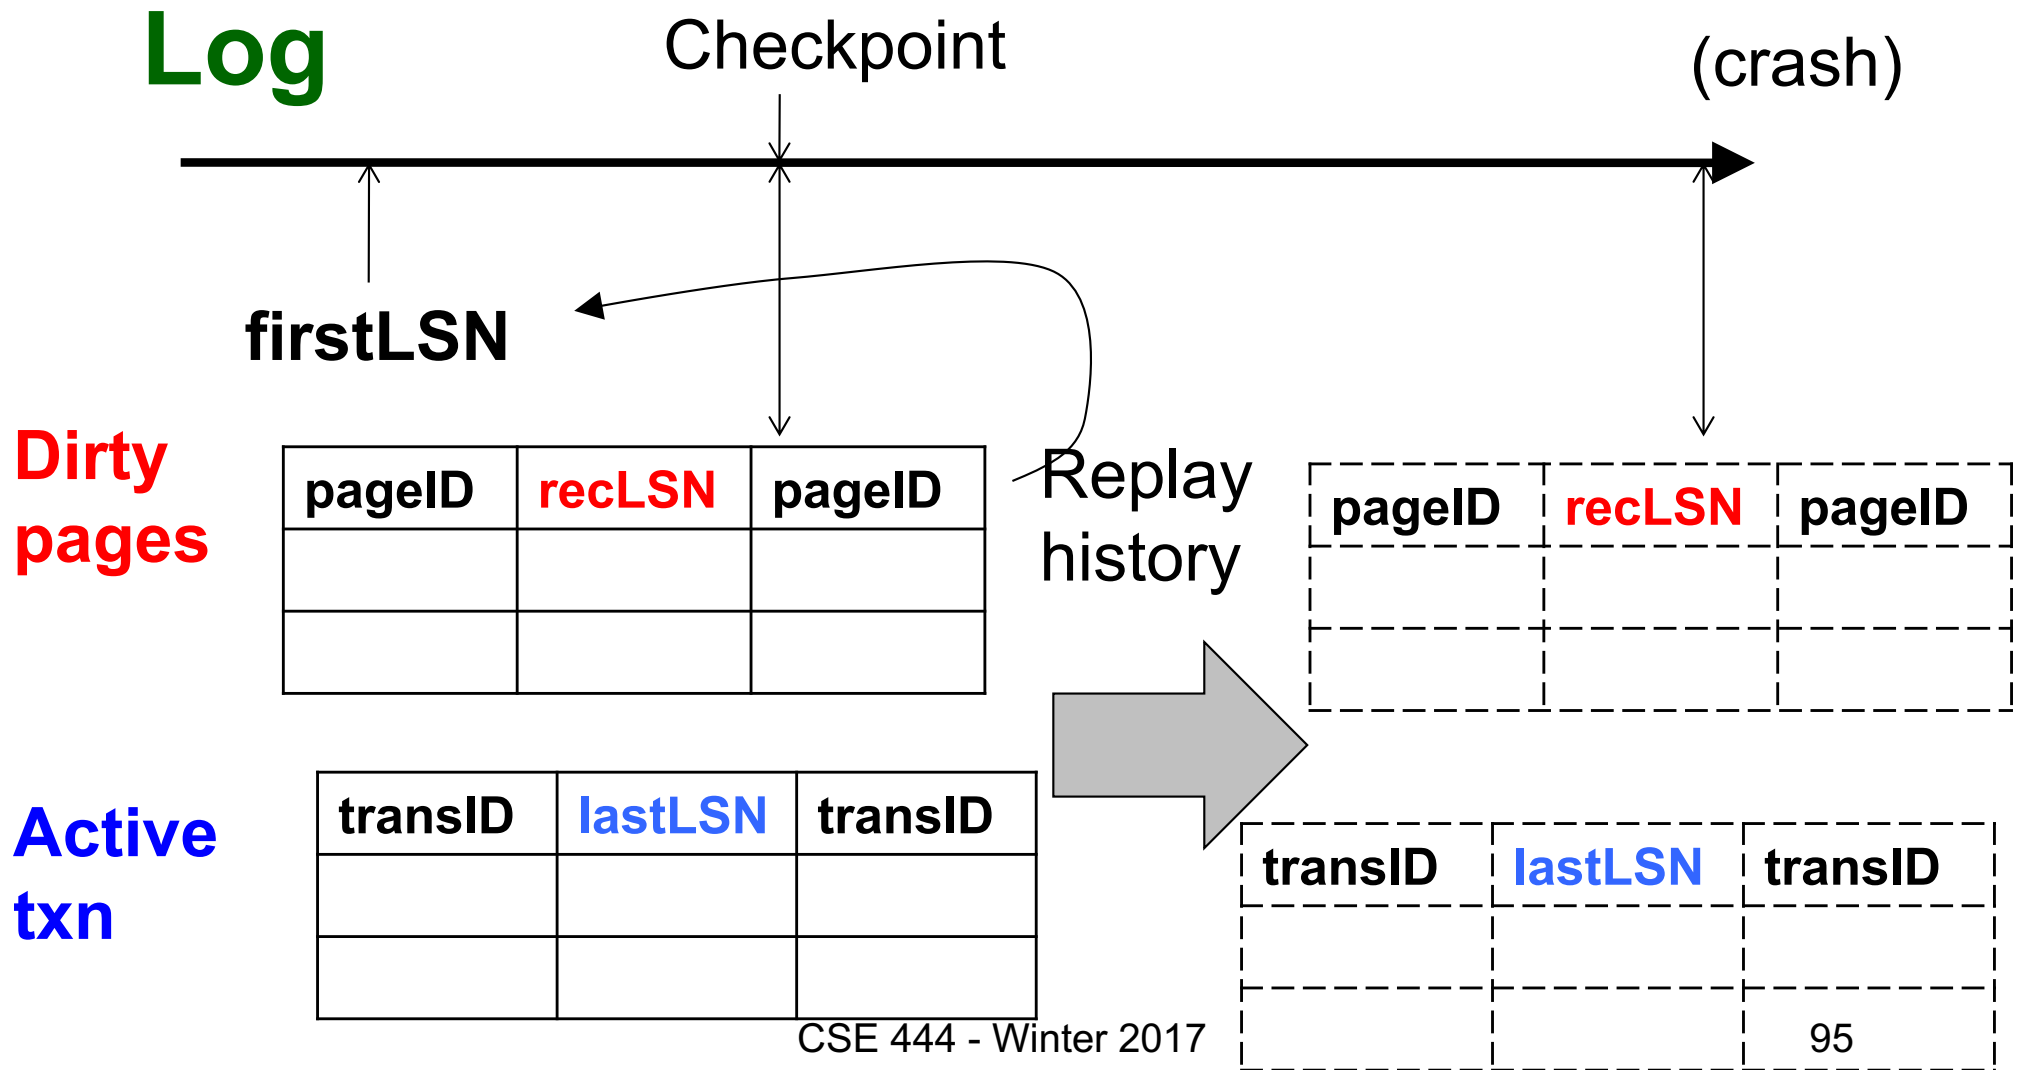 Log
Checkpoint
(crash)
firstLSN
Dirty
pages
pageID recLSN pageID
Replay
history
pageID recLSN pageID
Active
txn
transID lastLSN transID
transID lastLSN transID
CSE 444 - Winter 2017
95